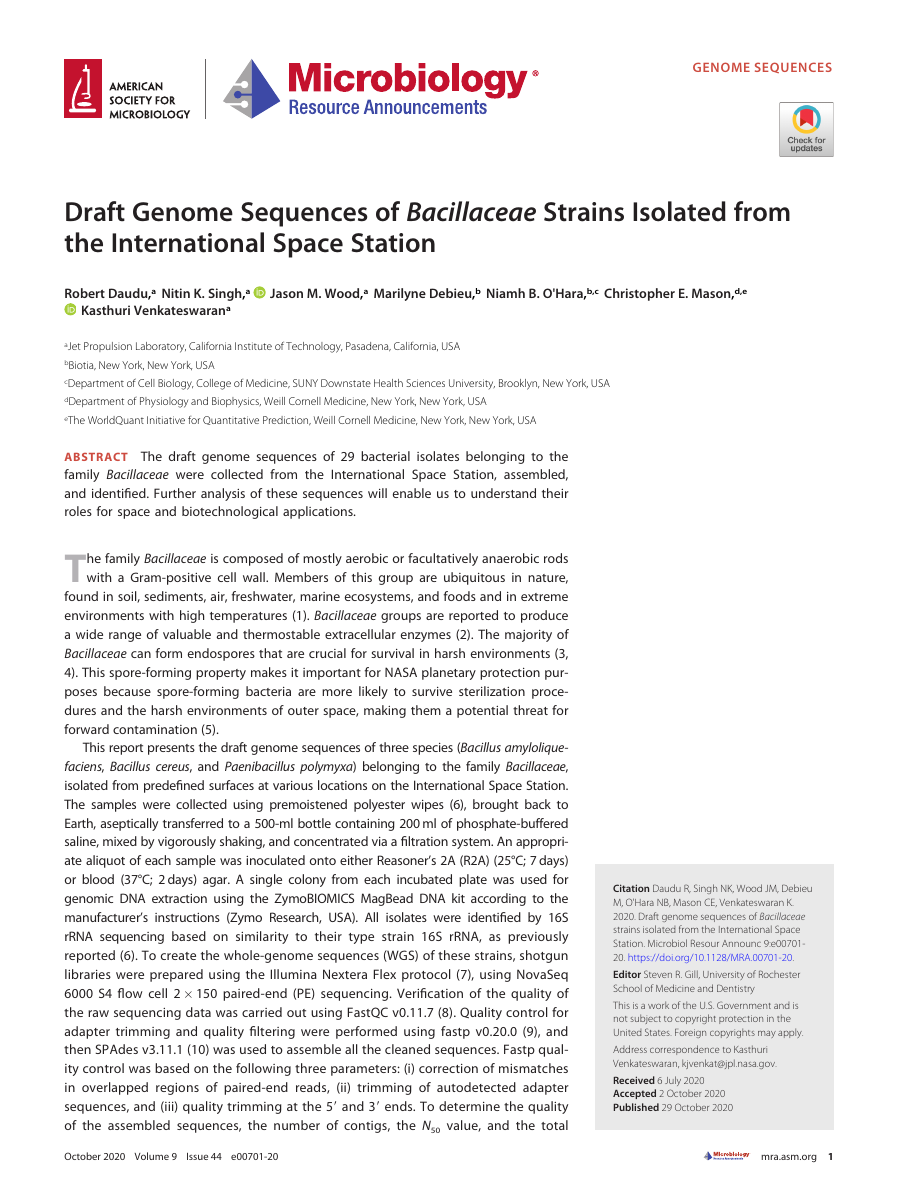 AMERICAN
SOCIETY FOR
MICROBIOLOGY
Microbiology®
Resource Announcements
GENOME SEQUENCES
Check for
updates
Draft Genome Sequences of Bacillaceae Strains Isolated from
the International Space Station
Robert Daudu,ᵃ Nitin K. Singh,ᵃ iD Jason M. Wood,ᵃ Marilyne Debieu,ᵇ Niamh B. O'Hara,ᵇ,ᶜ Christopher E. Mason,ᵈ,ᵉ
iD Kasthuri Venkateswaranᵃ
ᵃJet Propulsion Laboratory, California Institute of Technology, Pasadena, California, USA
ᵇBiotia, New York, New York, USA
ᶜDepartment of Cell Biology, College of Medicine, SUNY Downstate Health Sciences University, Brooklyn, New York, USA
ᵈDepartment of Physiology and Biophysics, Weill Cornell Medicine, New York, New York, USA
ᵉThe WorldQuant Initiative for Quantitative Prediction, Weill Cornell Medicine, New York, New York, USA
ABSTRACT The draft genome sequences of 29 bacterial isolates belonging to the
family Bacillaceae were collected from the International Space Station, assembled,
and identified. Further analysis of these sequences will enable us to understand their
roles for space and biotechnological applications.
The family Bacillaceae is composed of mostly aerobic or facultatively anaerobic rods
with a Gram-positive cell wall. Members of this group are ubiquitous in nature,
found in soil, sediments, air, freshwater, marine ecosystems, and foods and in extreme
environments with high temperatures (1). Bacillaceae groups are reported to produce
a wide range of valuable and thermostable extracellular enzymes (2). The majority of
Bacillaceae can form endospores that are crucial for survival in harsh environments (3,
4). This spore-forming property makes it important for NASA planetary protection pur-
poses because spore-forming bacteria are more likely to survive sterilization proce-
dures and the harsh environments of outer space, making them a potential threat for
forward contamination (5).
This report presents the draft genome sequences of three species (Bacillus amylolique-
faciens, Bacillus cereus, and Paenibacillus polymyxa) belonging to the family Bacillaceae,
isolated from predefined surfaces at various locations on the International Space Station.
The samples were collected using premoistened polyester wipes (6), brought back to
Earth, aseptically transferred to a 500-ml bottle containing 200 ml of phosphate-buffered
saline, mixed by vigorously shaking, and concentrated via a filtration system. An appropri-
ate aliquot of each sample was inoculated onto either Reasoner's 2A (R2A) (25°C; 7 days)
or blood (37°C; 2 days) agar. A single colony from each incubated plate was used for
genomic DNA extraction using the ZymoBIOMICS MagBead DNA kit according to the
manufacturer's instructions (Zymo Research, USA). All isolates were identified by 16S
rRNA sequencing based on similarity to their type strain 16S rRNA, as previously
reported (6). To create the whole-genome sequences (WGS) of these strains, shotgun
libraries were prepared using the Illumina Nextera Flex protocol (7), using NovaSeq
6000 S4 flow cell 2 × 150 paired-end (PE) sequencing. Verification of the quality of
the raw sequencing data was carried out using FastQC v0.11.7 (8). Quality control for
adapter trimming and quality filtering were performed using fastp v0.20.0 (9), and
then SPAdes v3.11.1 (10) was used to assemble all the cleaned sequences. Fastp qual-
ity control was based on the following three parameters: (i) correction of mismatches
in overlapped regions of paired-end reads, (ii) trimming of autodetected adapter
sequences, and (iii) quality trimming at the 5′ and 3′ ends. To determine the quality
of the assembled sequences, the number of contigs, the N₅₀ value, and the total
Citation Daudu R, Singh NK, Wood JM, Debieu
M, O'Hara NB, Mason CE, Venkateswaran K.
2020. Draft genome sequences of Bacillaceae
strains isolated from the International Space
Station. Microbiol Resour Announc 9:e00701-
20. https://doi.org/10.1128/MRA.00701-20.
Editor Steven R. Gill, University of Rochester
School of Medicine and Dentistry
This is a work of the U.S. Government and is
not subject to copyright protection in the
United States. Foreign copyrights may apply.
Address correspondence to Kasthuri
Venkateswaran, kjvenkat@jpl.nasa.gov.
Received 6 July 2020
Accepted 2 October 2020
Published 29 October 2020
October 2020 Volume 9 Issue 44 e00701-20
Microbiology
Resource Announcements
mra.asm.org 1